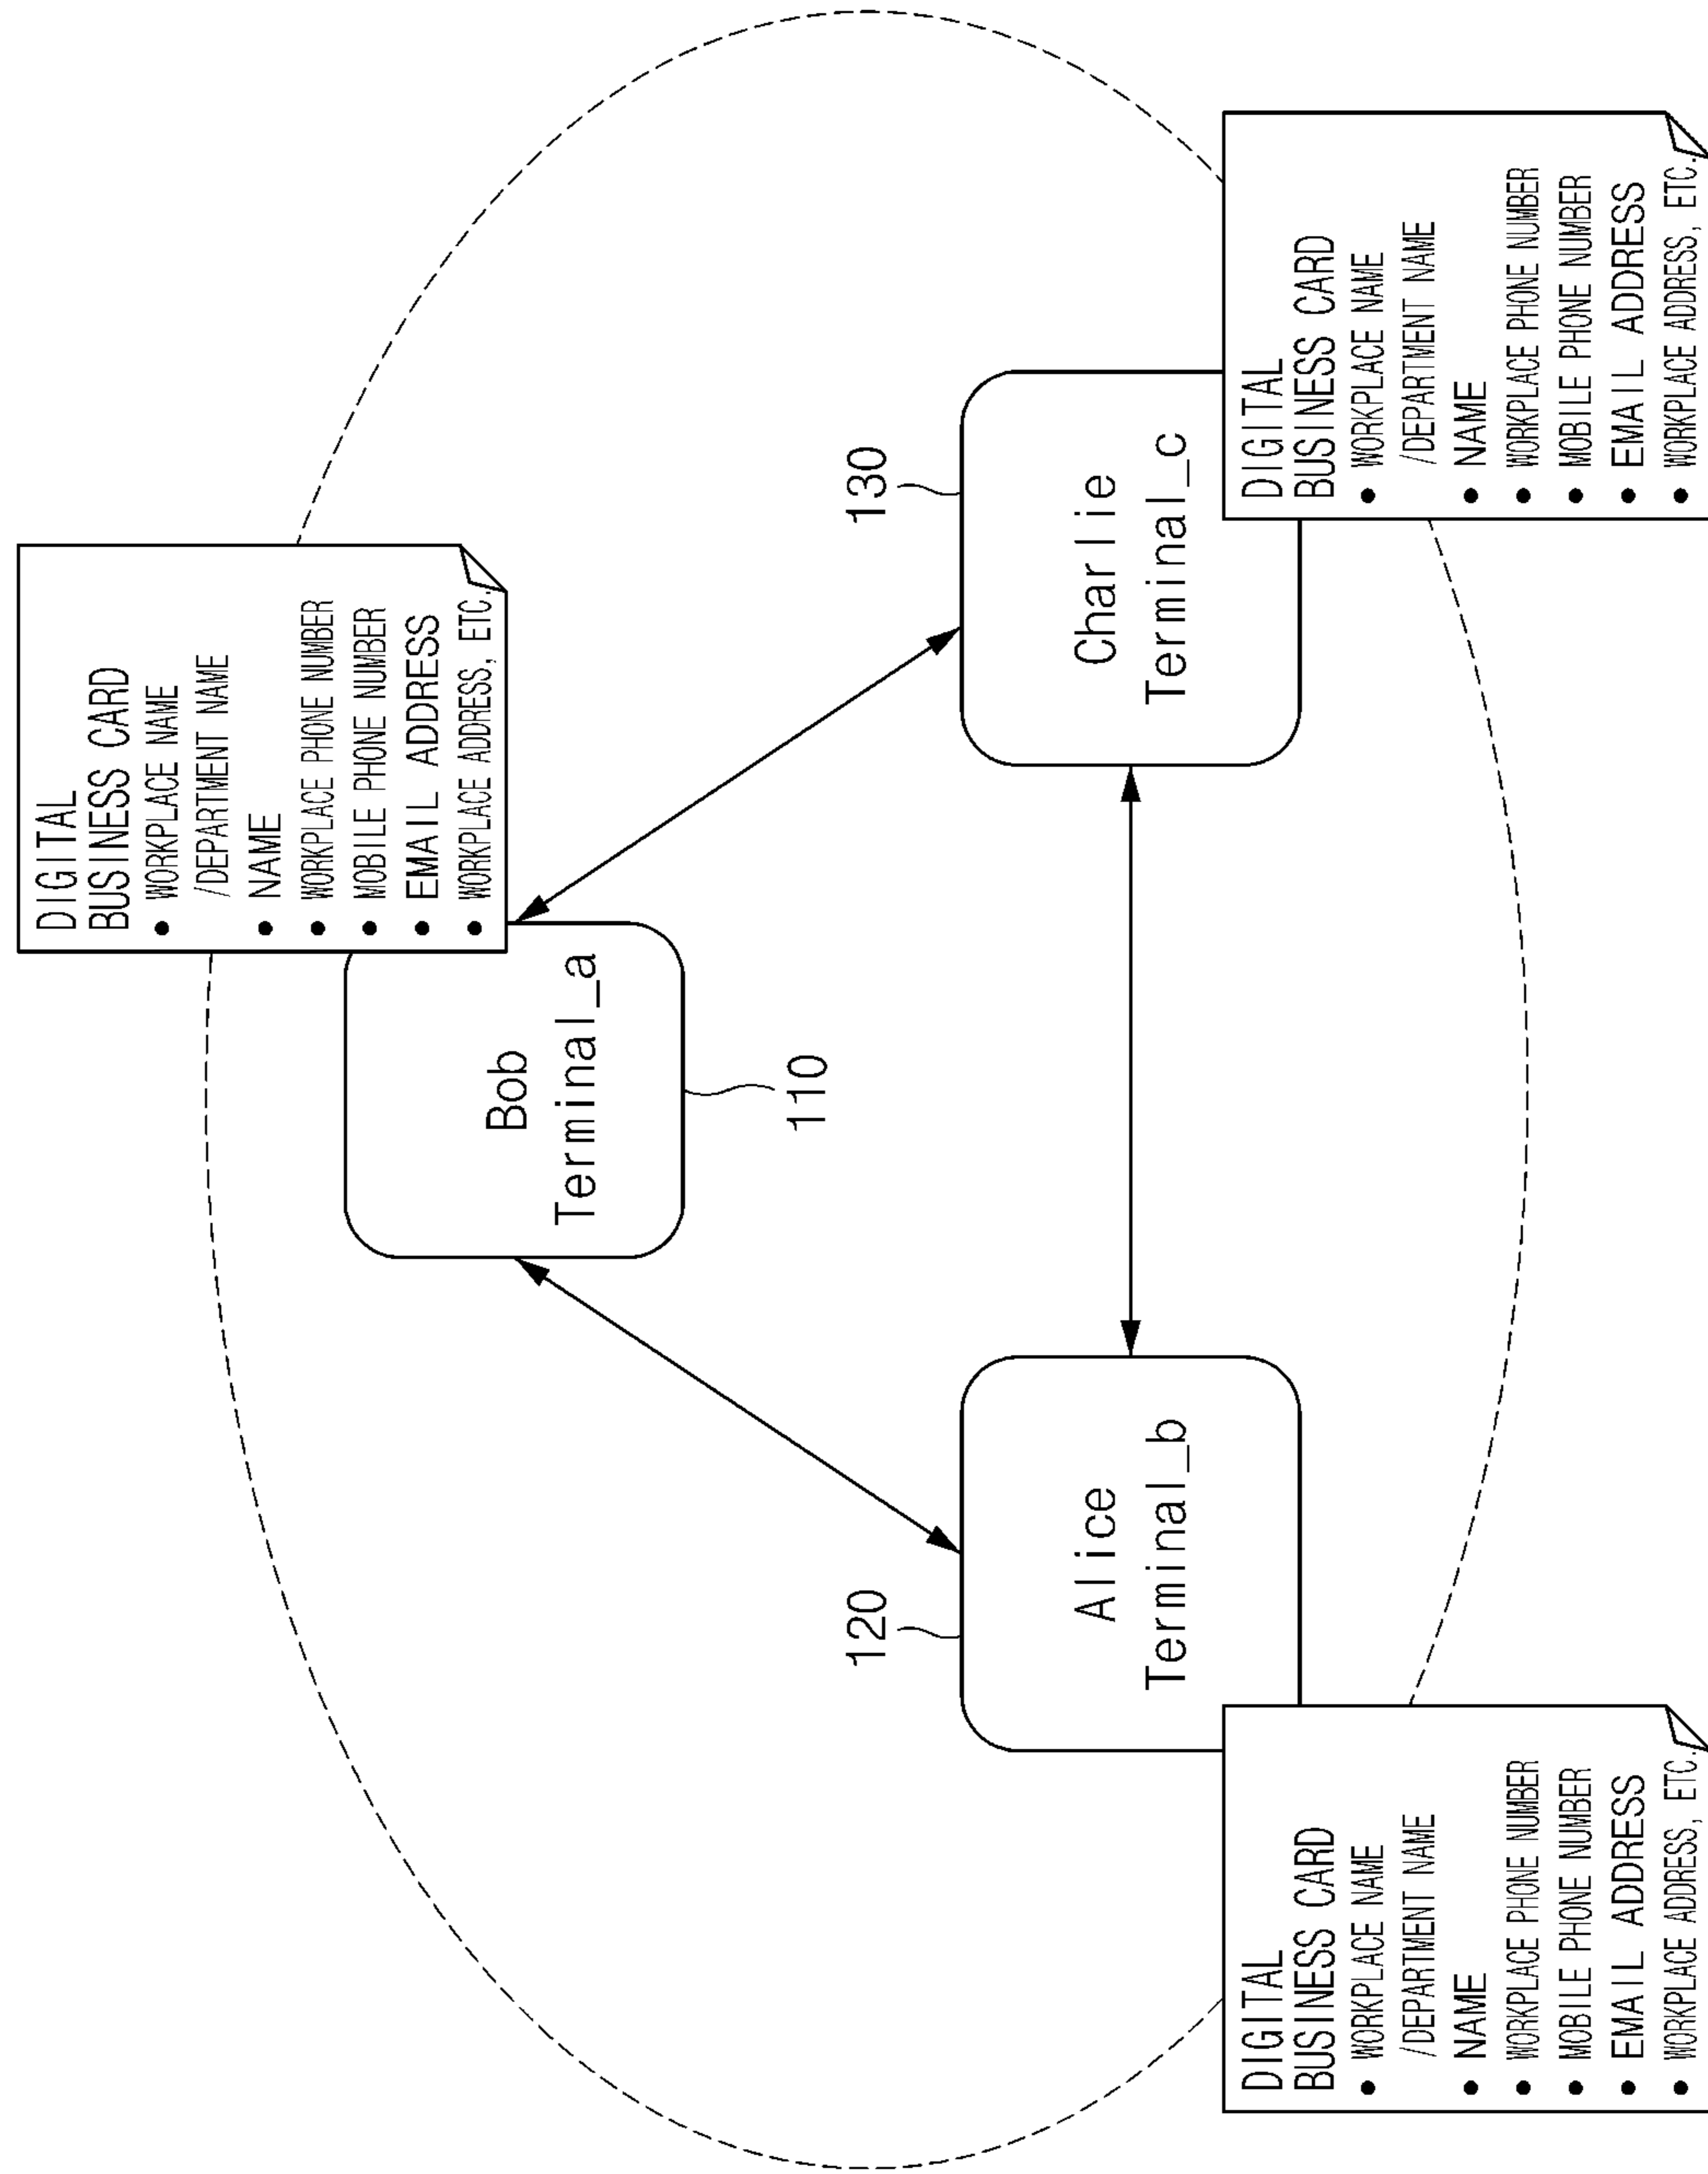 DIGITAL
BUSINESS CARD
• WORKPLACE NAME
/DEPARTMENT NAME
• NAME
• WORKPLACE PHONE NUMBER
• MOBILE PHONE NUMBER
• EMAIL ADDRESS
• WORKPLACE ADDRESS, ETC.
Bob
Terminal_a
110
120
Alice
Terminal_b
130
Charlie
Terminal_c
DIGITAL
BUSINESS CARD
• WORKPLACE NAME
/DEPARTMENT NAME
• NAME
• WORKPLACE PHONE NUMBER
• MOBILE PHONE NUMBER
• EMAIL ADDRESS
• WORKPLACE ADDRESS, ETC.
DIGITAL
BUSINESS CARD
• WORKPLACE NAME
/DEPARTMENT NAME
• NAME
• WORKPLACE PHONE NUMBER
• MOBILE PHONE NUMBER
• EMAIL ADDRESS
• WORKPLACE ADDRESS, ETC.